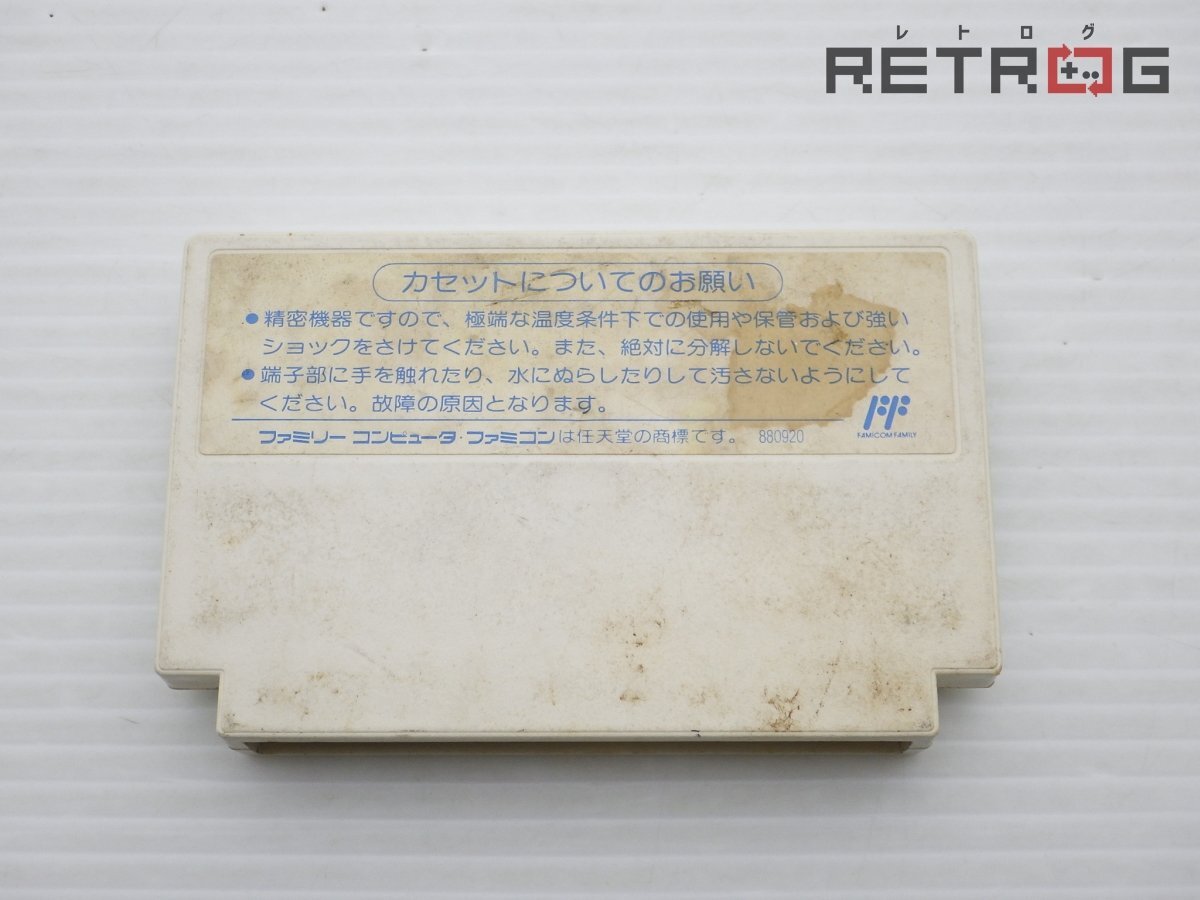 レトログ
RETROG
カセットについてのお願い
●精密機器ですので、極端な温度条件下での使用や保管および強い
ショックをさけてください。また、絶対に分解しないでください。
●端子部に手を触れたり、水にぬらしたりして汚さないようにして
ください。故障の原因となります。
ファミリー コンピュータ・ファミコンは任天堂の商標です。 880920
FAMICOM FAMILY